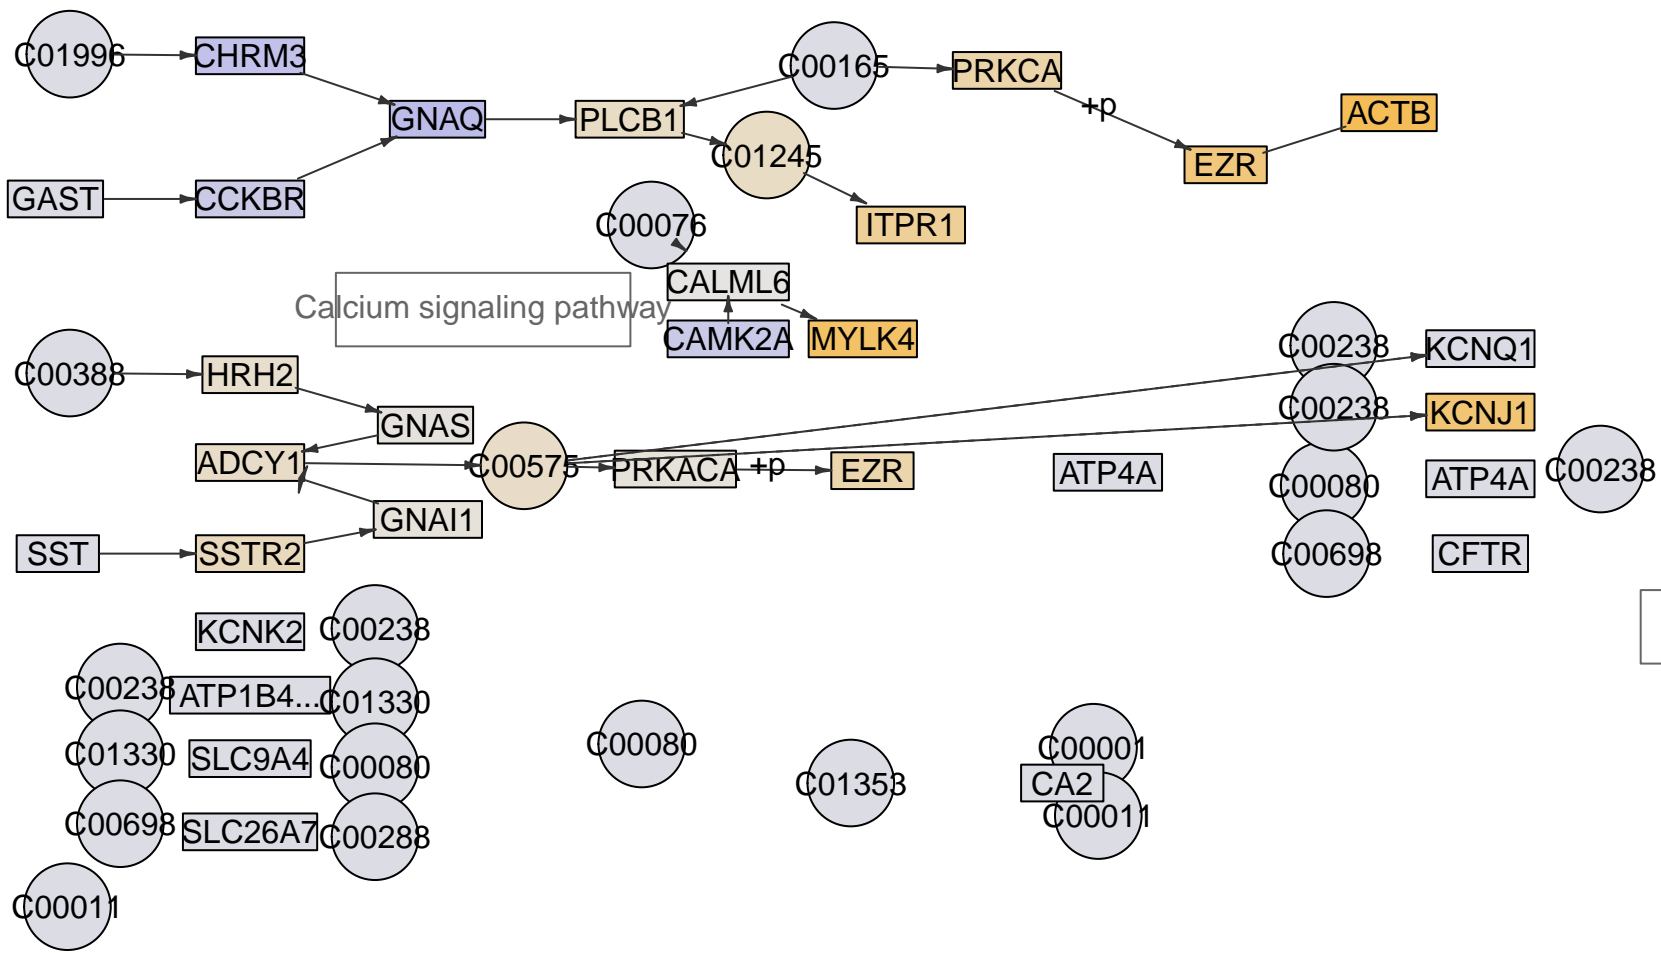 C01996
CHRM3
C00165
PRKCA
+p
ACTB
GNAQ
PLCB1
C01245
EZR
GAST
CCKBR
C00076
ITPR1
CALML6
Calcium signaling pathway
CAMK2A
MYLK4
C00238
KCNQ1
C00388
HRH2
C00238
KCNJ1
GNAS
ADCY1
C00575
PRKACA
+p
EZR
ATP4A
C00080
ATP4A
C00238
GNAI1
SST
SSTR2
C00698
CFTR
KCNK2
C00238
C00238
ATP1B4...
C01330
C01330
SLC9A4
C00080
C00080
C01353
C00001
CA2
C00011
C00698
SLC26A7
C00288
C00011